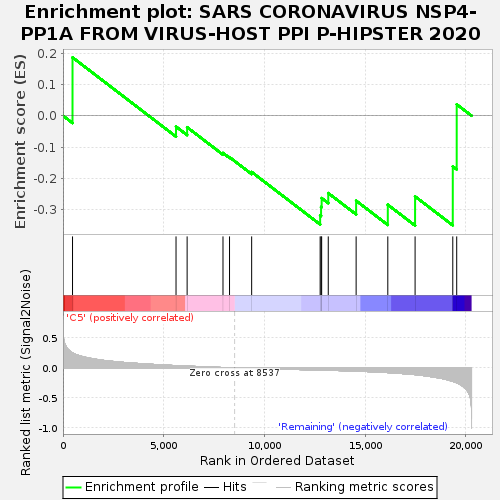 Enrichment plot: SARS CORONAVIRUS NSP4-
PP1A FROM VIRUS-HOST PPI P-HIPSTER 2020
Enrichment score (ES)
0.2
0.1
0.0
-0.1
-0.2
-0.3
'C5' (positively correlated)
Ranked list metric (Signal2Noise)
0.5
0.0
-0.5
-1.0
Zero cross at 8537
'Remaining' (negatively correlated)
0
5,000
10,000
15,000
20,000
Rank in Ordered Dataset
Enrichment profile
Hits
Ranking metric scores